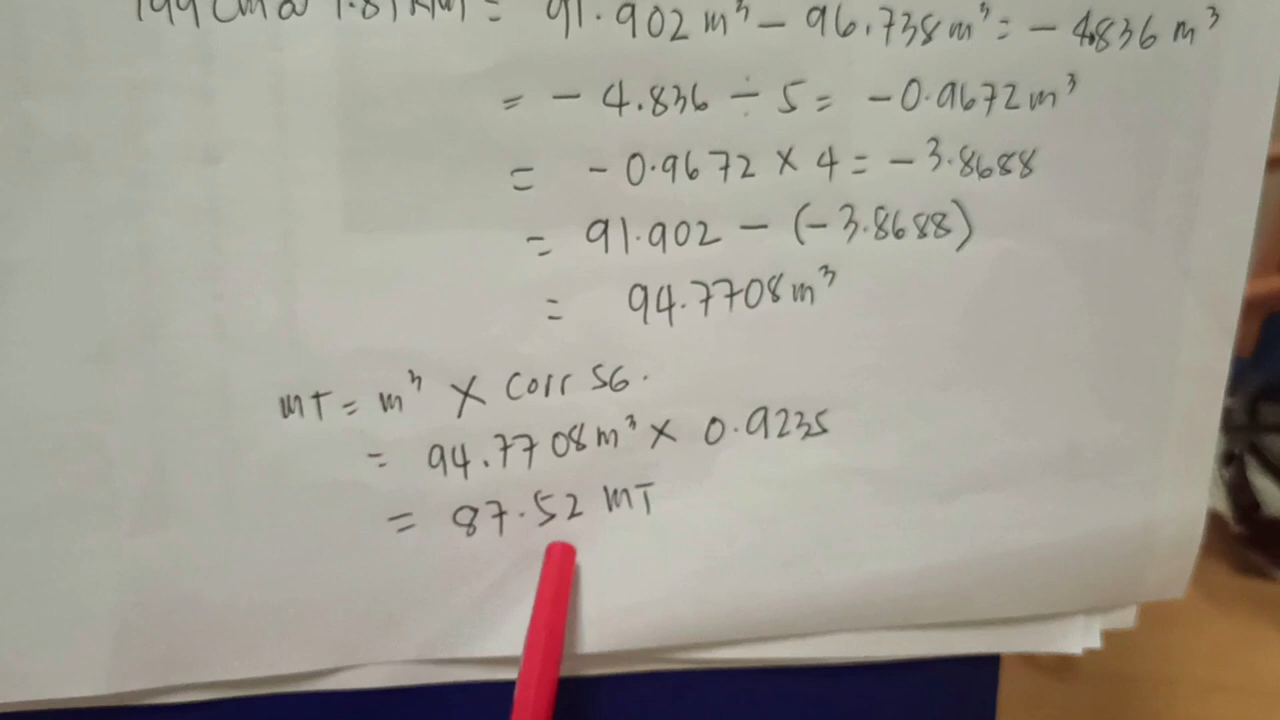 = 91.902 m³ - 96.738 m³ = - 4.836 m³
= - 4.836 ÷ 5 = - 0.9672 m³
= - 0.9672 × 4 = - 3.8688
= 91.902 - (- 3.8688)
= 94.7708 m³
MT = m³ × Corr SG.
= 94.7708 m³ × 0.9235
= 87.52 MT